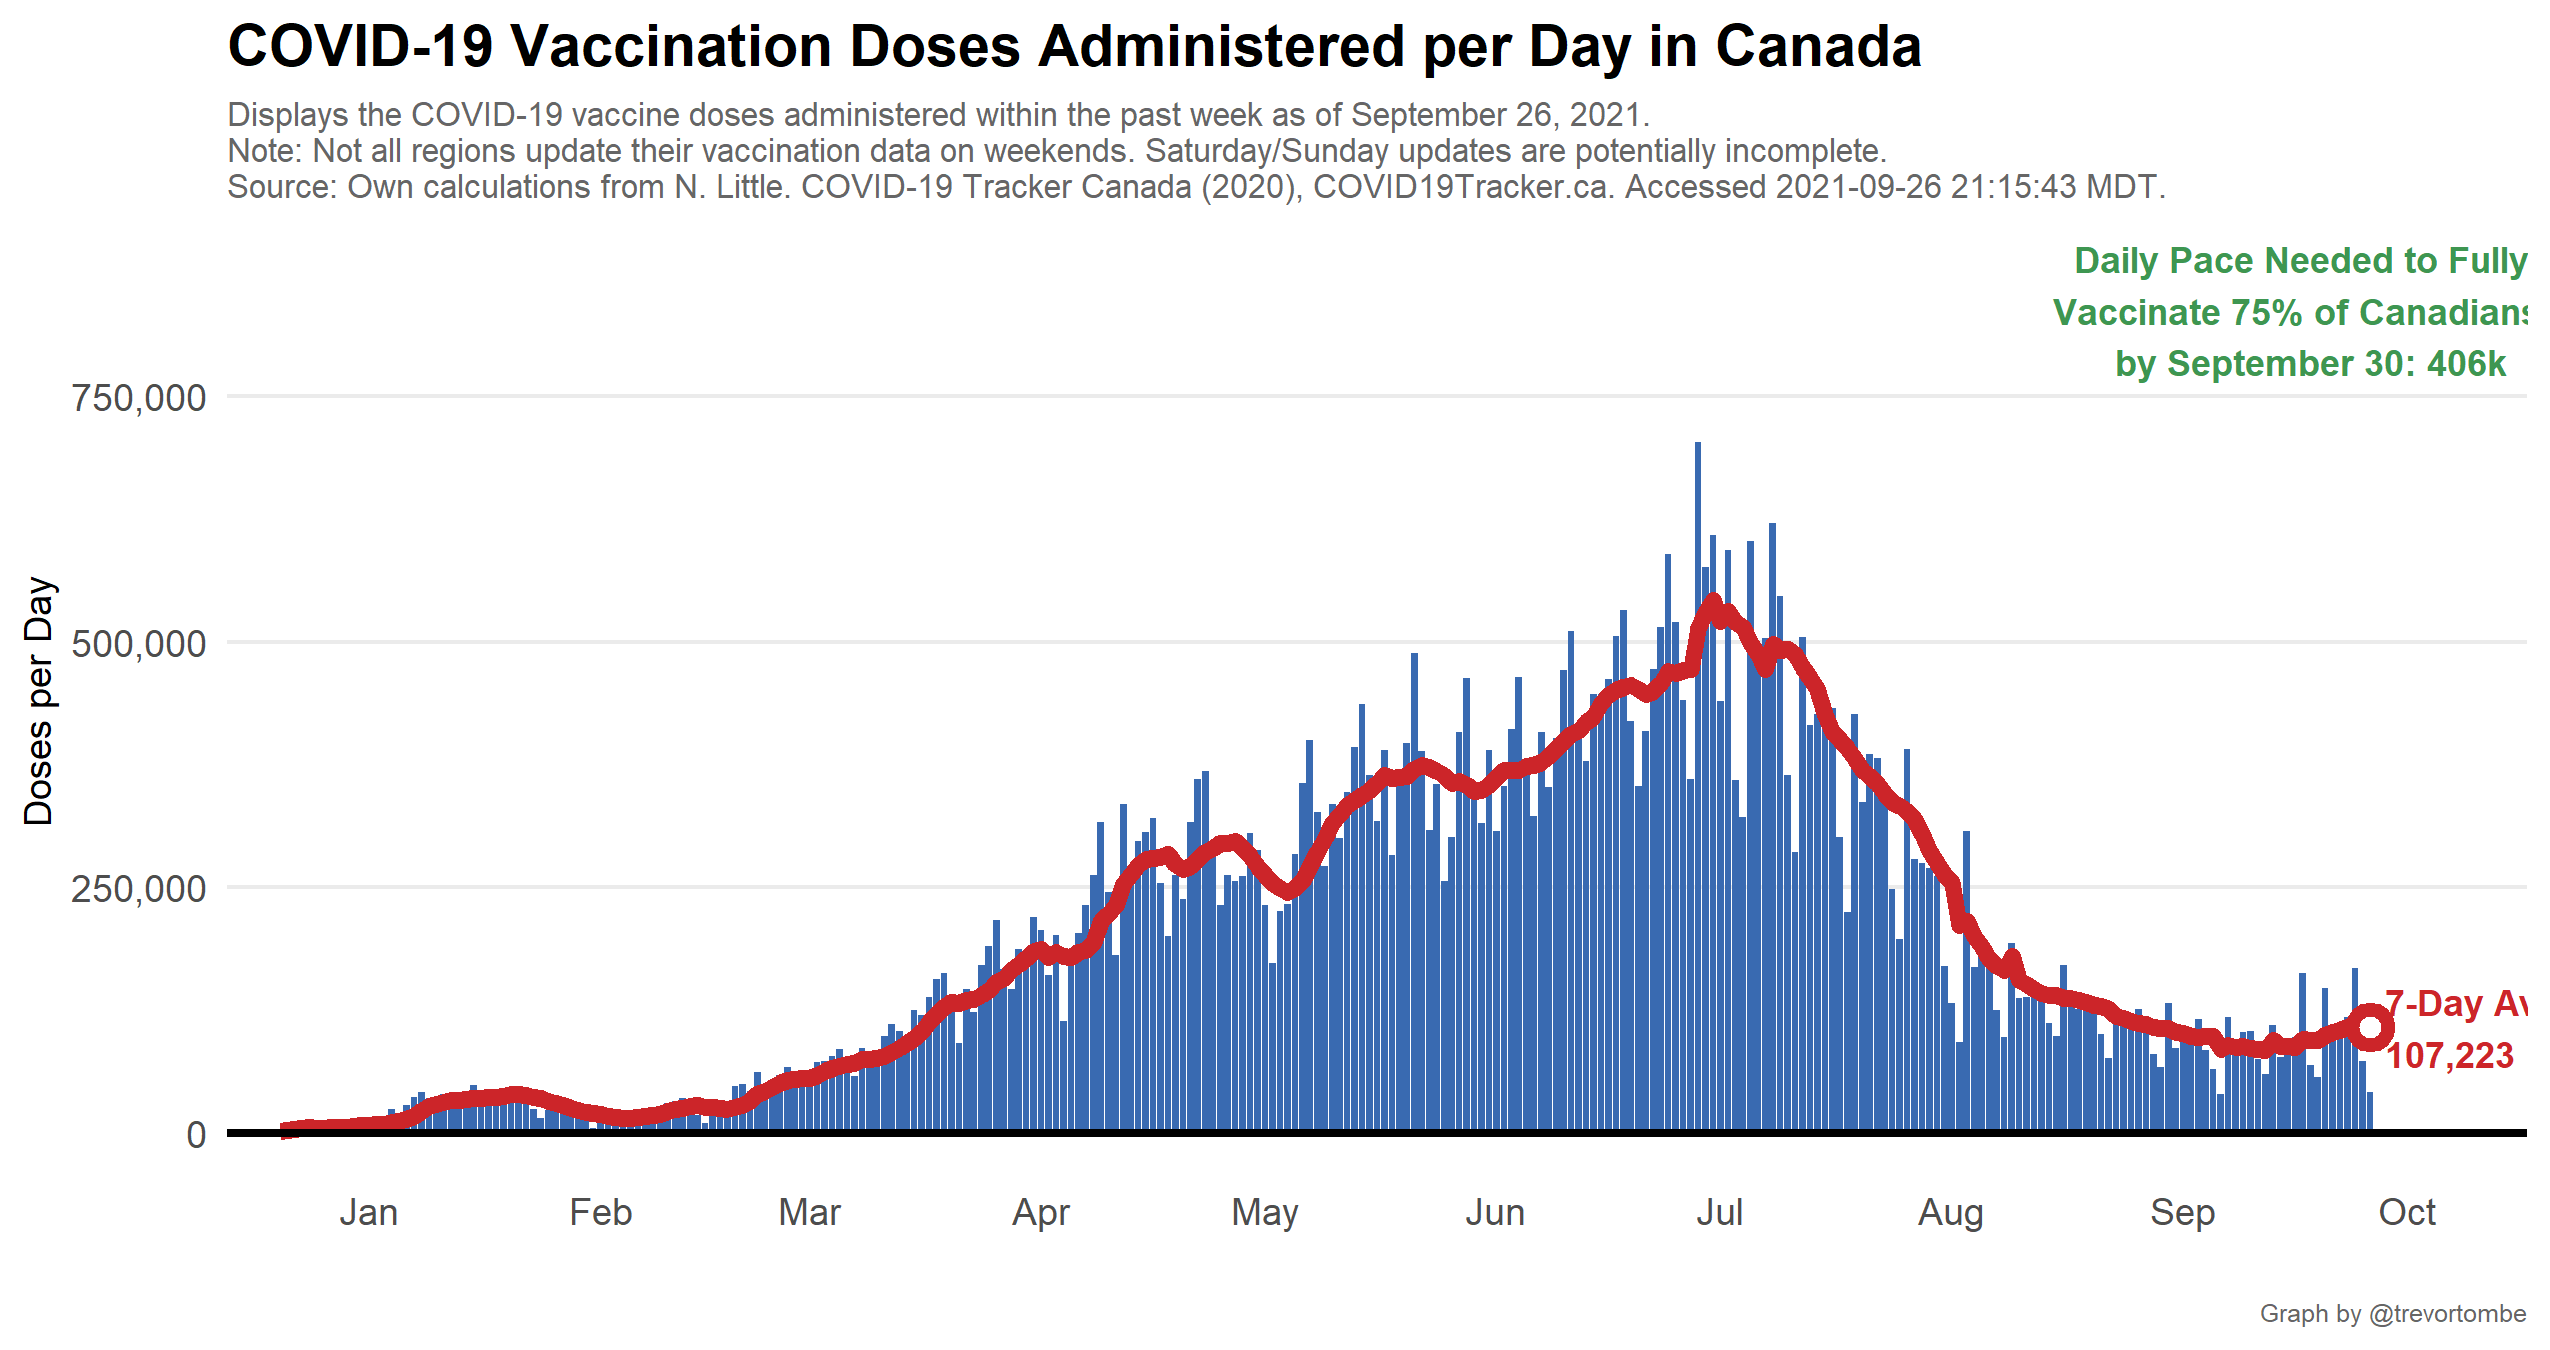 COVID-19 Vaccination Doses Administered per Day in Canada
Displays the COVID-19 vaccine doses administered within the past week as of September 26, 2021.
Note: Not all regions update their vaccination data on weekends. Saturday/Sunday updates are potentially incomplete.
Source: Own calculations from N. Little. COVID-19 Tracker Canada (2020), COVID19Tracker.ca. Accessed 2021-09-26 21:15:43 MDT.
Daily Pace Needed to Fully
Vaccinate 75% of Canadians
by September 30: 406k
750,000
500,000
250,000
0
Doses per Day
7-Day Av
107,223
Jan Feb Mar Apr May Jun Jul Aug Sep Oct
Graph by @trevortombe